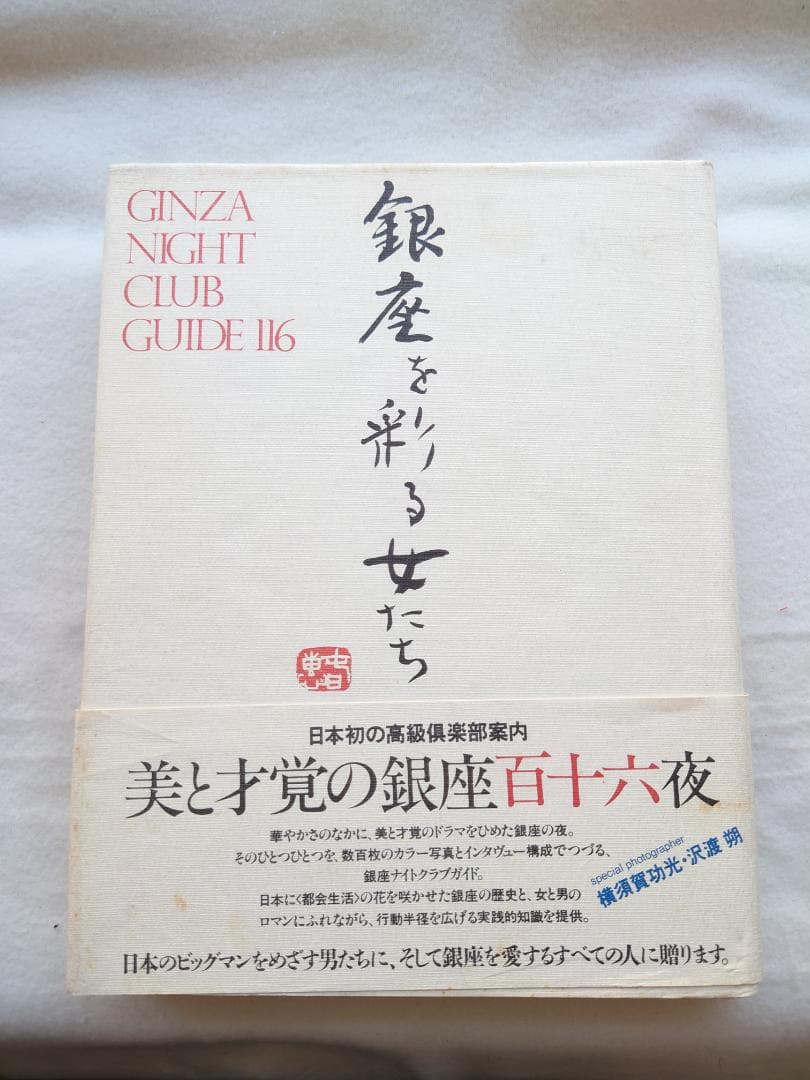 GINZA
NIGHT
CLUB
GUIDE 116
銀座を彩る女たち
日本初の高級倶楽部案内
美と才覚の銀座百十六夜
華やかさのなかに、美と才覚のドラマをひめた銀座の夜。
そのひとつひとつを、数百枚のカラー写真とインタヴュー構成でつづる、
銀座ナイトクラブガイド。
日本に〈都会生活〉の花を咲かせた銀座の歴史と、女と男の
ロマンにふれながら、行動半径を広げる実践的知識を提供。
special photographer
横須賀功光・沢渡 朔
日本のビッグマンをめざす男たちに、そして銀座を愛するすべての人に贈ります。